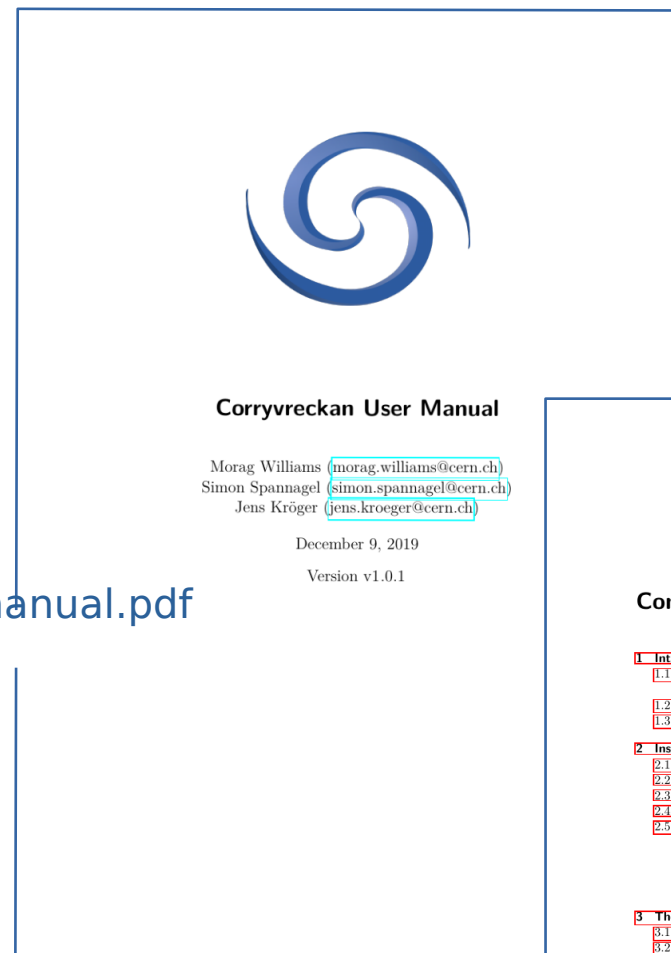 Corryvreckan User Manual
Morag Williams (morag.williams@cern.ch)
Simon Spannagel (simon.spannagel@cern.ch)
Jens Kröger (jens.kroeger@cern.ch)
December 9, 2019
Version v1.0.1
manual.pdf
Cor
1 Int
1.1
1.2
1.3
2 Ins
2.1
2.2
2.3
2.4
2.5
3 Th
3.1
3.2